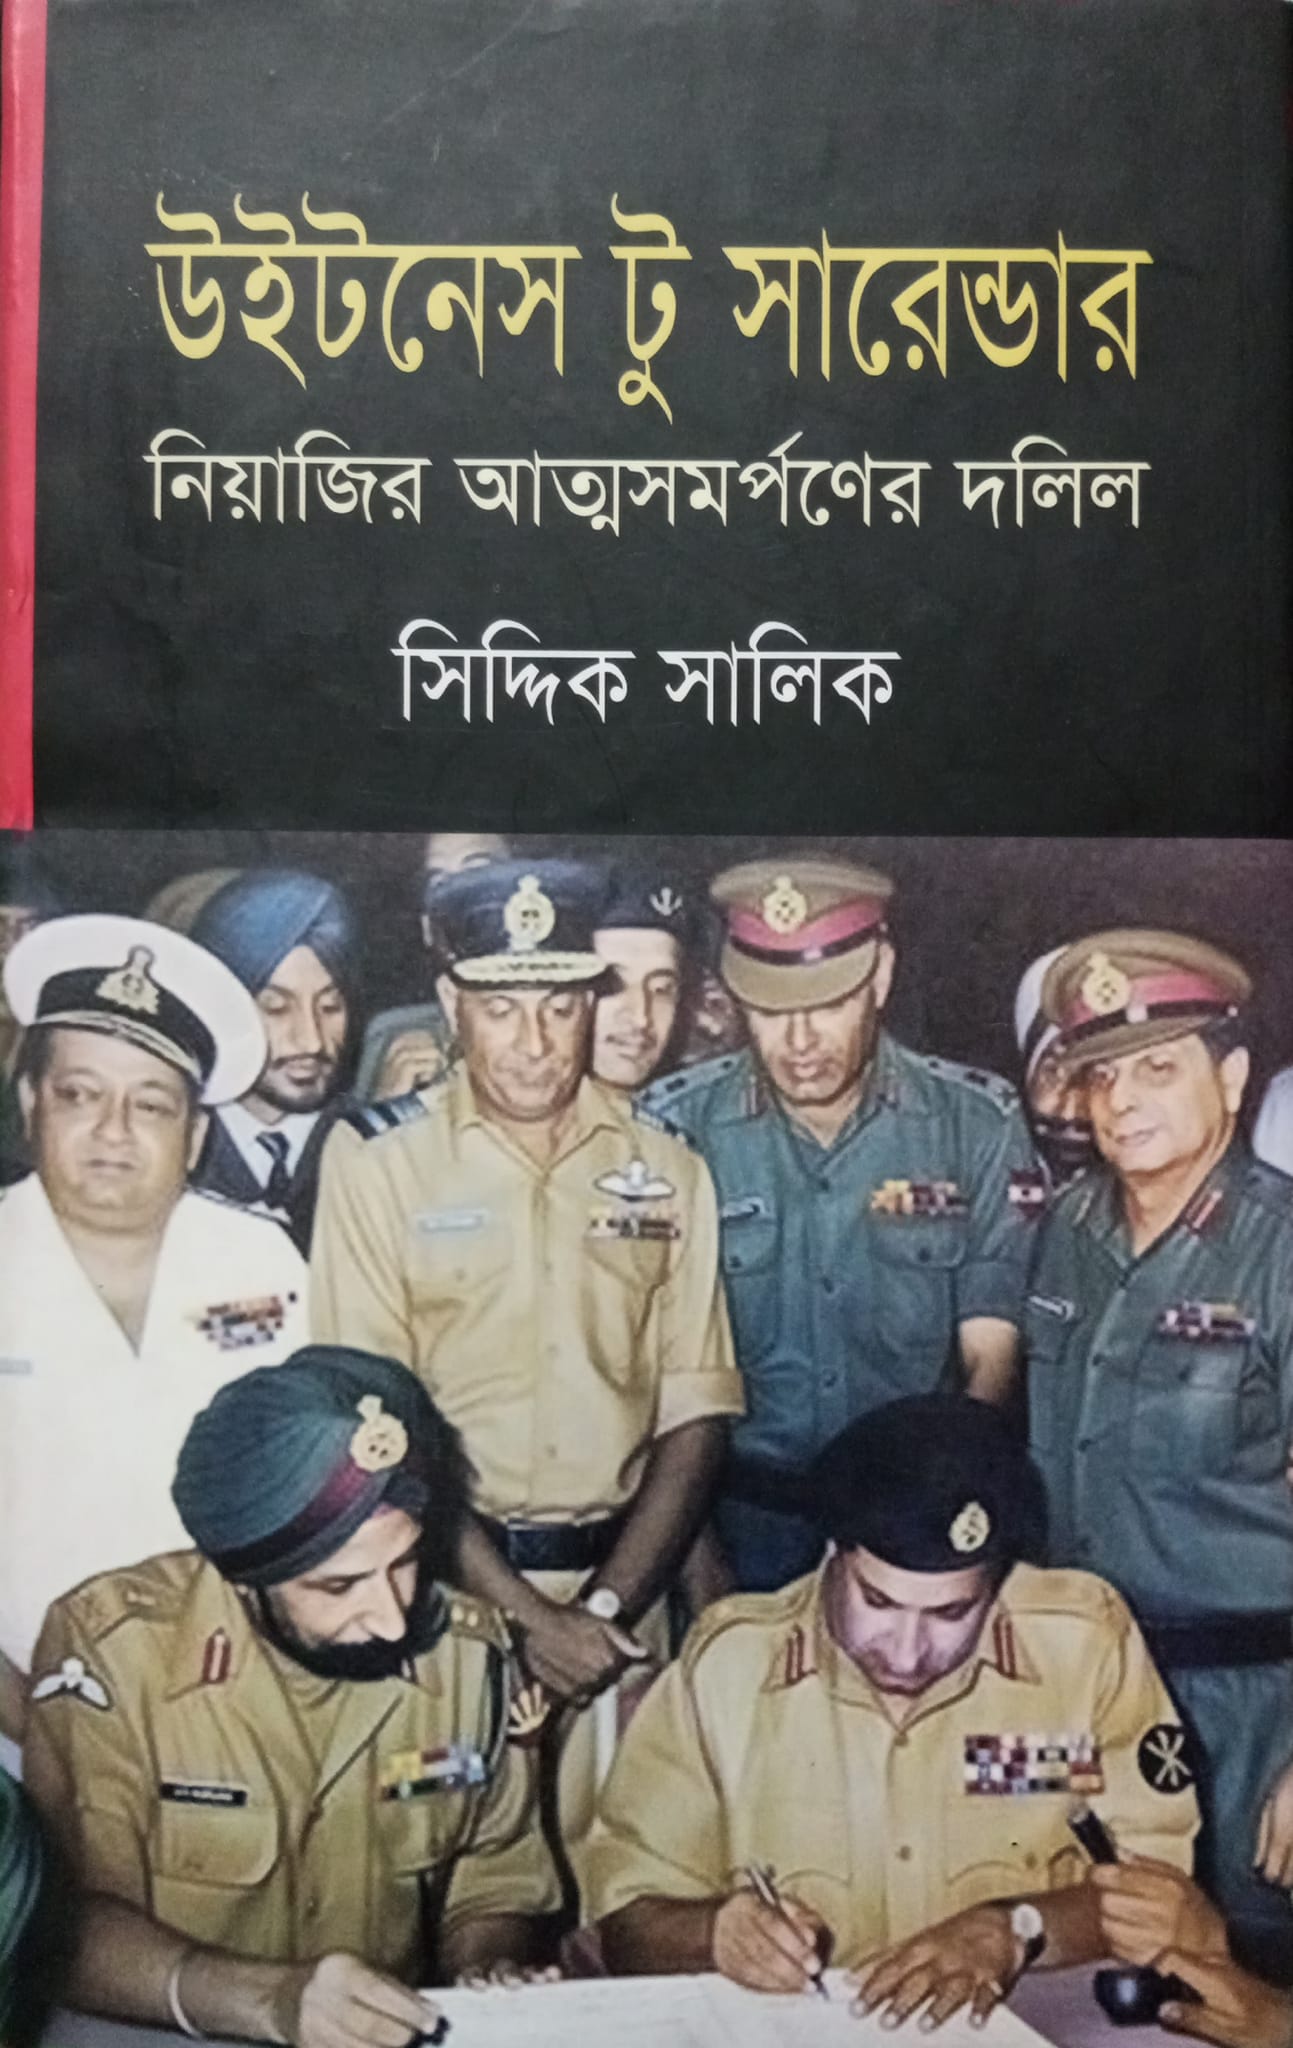 উইটনেস টু সারেন্ডার
নিয়াজির আত্মসমর্পণের দলিল
সিদ্দিক সালিক